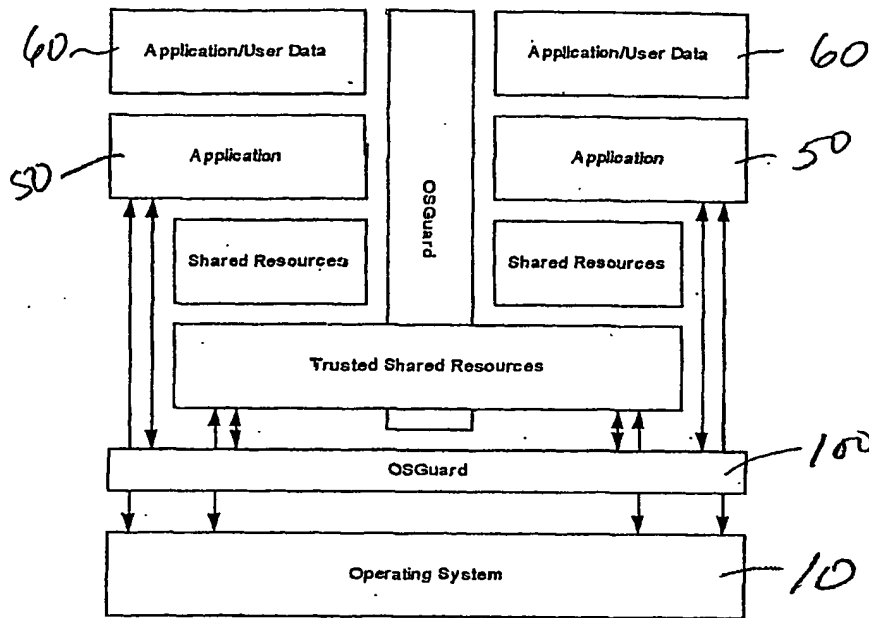 60 Application/User Data Application/User Data 60
50 Application Application 50
OSGuard
Shared Resources Shared Resources
Trusted Shared Resources
OSGuard 100
Operating System 10